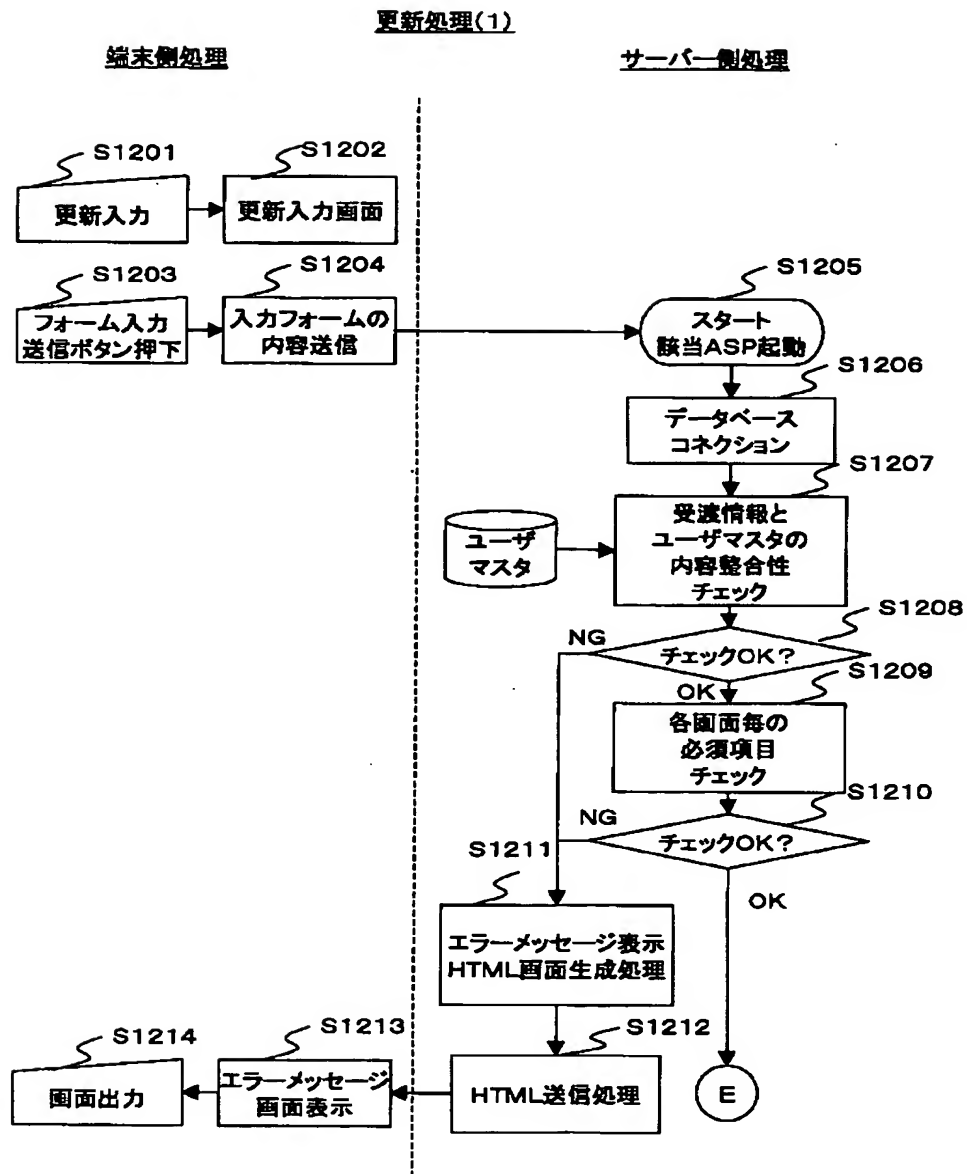 更新処理(1)
端末側処理
サーバー側処理
S1201
更新入力
S1202
更新入力画面
S1203
フォーム入力
送信ボタン押下
S1204
入力フォームの
内容送信
S1205
スタート
該当ASP起動
S1206
データベース
コネクション
S1207
受渡情報と
ユーザマスタの
内容整合性
チェック
ユーザ
マスタ
S1208
チェックOK?
NG
OK
S1209
各画面毎の
必須項目
チェック
S1210
チェックOK?
NG
OK
S1211
エラーメッセージ表示
HTML画面生成処理
S1212
HTML送信処理
S1213
エラーメッセージ
画面表示
S1214
画面出力
E